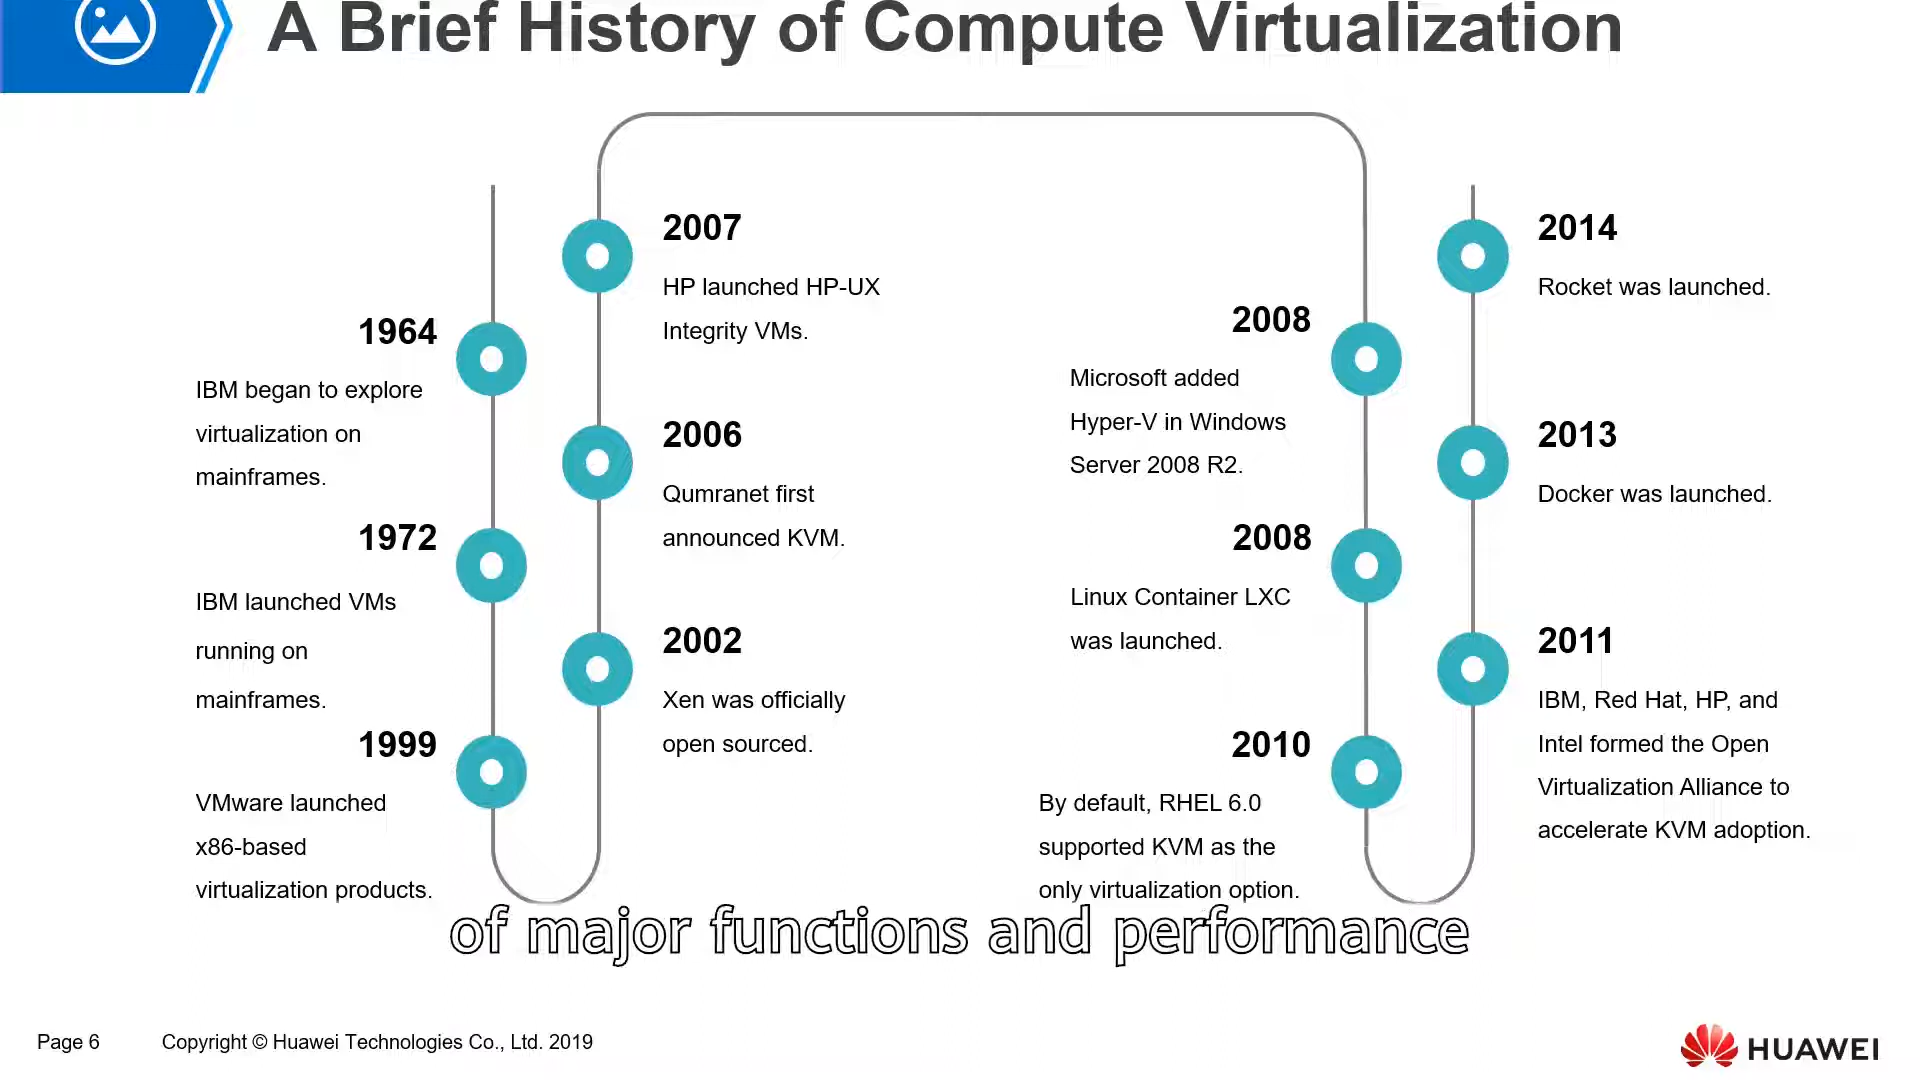 A Brief History of Compute Virtualization
1964
IBM began to explore
virtualization on
mainframes.
1972
IBM launched VMs
running on
mainframes.
1999
VMware launched
x86-based
virtualization products.
2007
HP launched HP-UX
Integrity VMs.
2006
Qumranet first
announced KVM.
2002
Xen was officially
open sourced.
2008
Microsoft added
Hyper-V in Windows
Server 2008 R2.
2008
Linux Container LXC
was launched.
2010
By default, RHEL 6.0
supported KVM as the
only virtualization option.
2014
Rocket was launched.
2013
Docker was launched.
2011
IBM, Red Hat, HP, and
Intel formed the Open
Virtualization Alliance to
accelerate KVM adoption.
of major functions and performance
Page 6
Copyright © Huawei Technologies Co., Ltd. 2019
HUAWEI